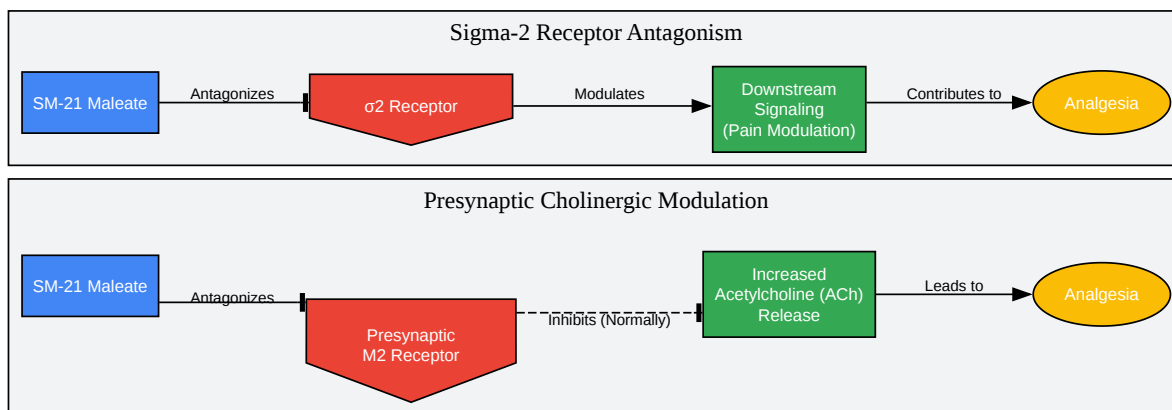 Sigma-2 Receptor Antagonism
SM-21 Maleate
Antagonizes
σ2 Receptor
Modulates
Downstream
Signaling
(Pain Modulation)
Contributes to
Analgesia
Presynaptic Cholinergic Modulation
SM-21 Maleate
Antagonizes
Presynaptic
M2 Receptor
Inhibits (Normally)
Increased
Acetylcholine (ACh)
Release
Leads to
Analgesia